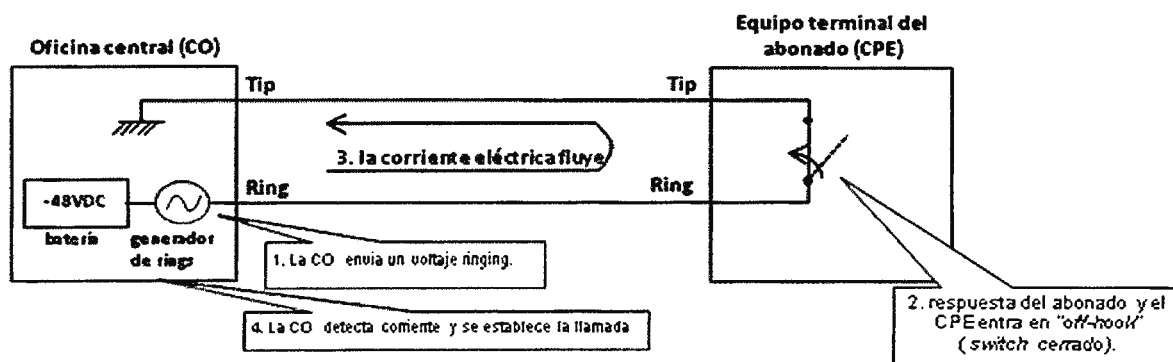 Oficina central (CO)
Equipo terminal del
abonado (CPE)
Tip
Tip
3. la corriente eléctrica fluye
Ring
Ring
-48VDC
batería
generador
de rings
1. La CO envia un voltaje ringing.
4. La CO detecta corriente y se establece la llamada
2. respuesta del abonado y el
CPE entra en "off-hook"
(switch cerrado).